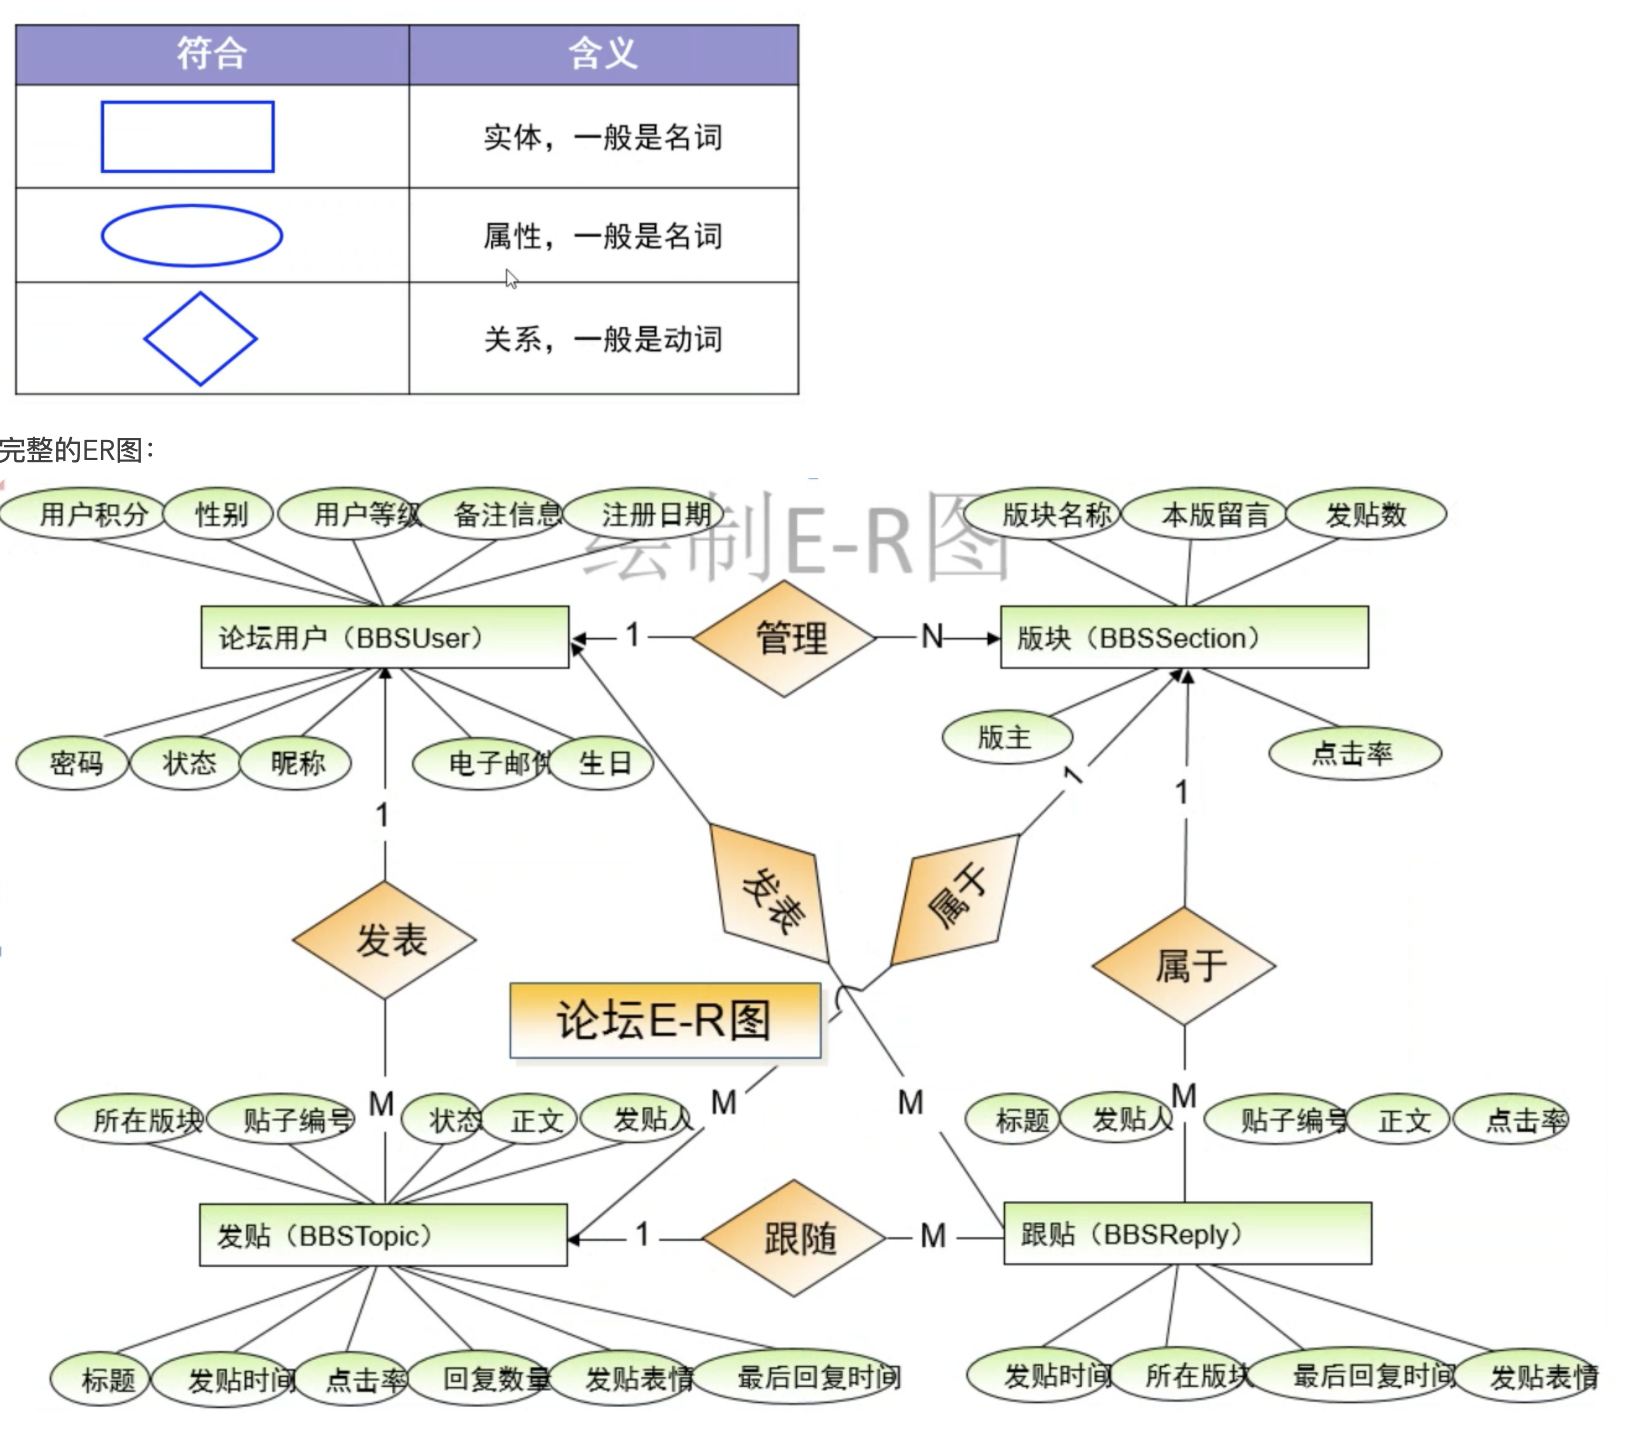 符合 含义
实体，一般是名词
属性，一般是名词
关系，一般是动词
完整的ER图：
绘制E-R图
用户积分 性别 用户等级 备注信息 注册日期 版块名称 本版留言 发贴数
论坛用户（BBSUser） 1 管理 N 版块（BBSSection）
密码 状态 昵称 电子邮件 生日 版主 点击率
1 1 1
发表 发表 属于 属于
论坛E-R图
M M M M
所在版块 贴子编号 状态 正文 发贴人 标题 发贴人 贴子编号 正文 点击率
发贴（BBSTopic） 1 跟随 M 跟贴（BBSReply）
标题 发贴时间 点击率 回复数量 发贴表情 最后回复时间 发贴时间 所在版块 最后回复时间 发贴表情